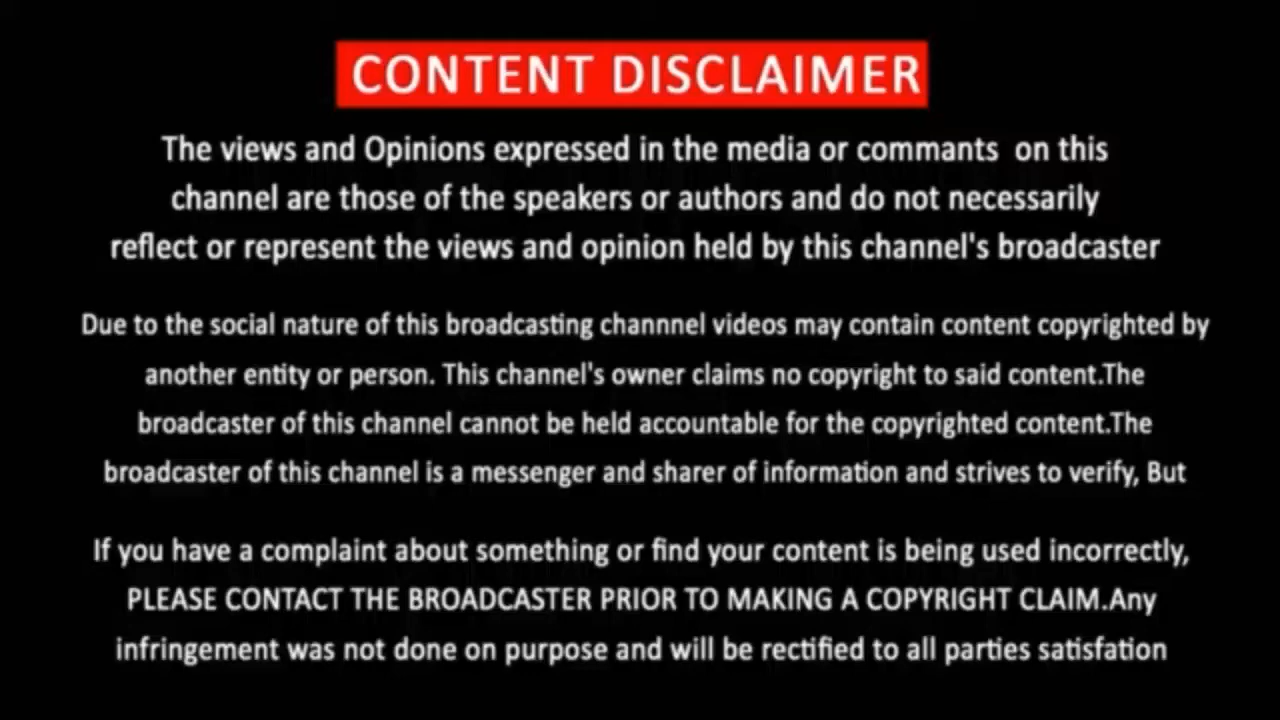 CONTENT DISCLAIMER
The views and Opinions expressed in the media or commants on this
channel are those of the speakers or authors and do not necessarily
reflect or represent the views and opinion held by this channel's broadcaster
Due to the social nature of this broadcasting channnel videos may contain content copyrighted by
another entity or person. This channel's owner claims no copyright to said content.The
broadcaster of this channel cannot be held accountable for the copyrighted content.The
broadcaster of this channel is a messenger and sharer of information and strives to verify, But
If you have a complaint about something or find your content is being used incorrectly,
PLEASE CONTACT THE BROADCASTER PRIOR TO MAKING A COPYRIGHT CLAIM.Any
infringement was not done on purpose and will be rectified to all parties satisfation